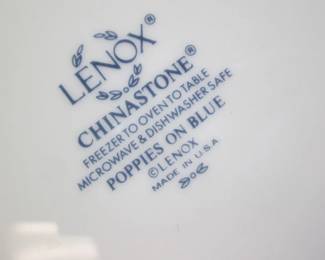 LENOX®
CHINASTONE®
FREEZER TO OVEN TO TABLE
MICROWAVE & DISHWASHER SAFE
POPPIES ON BLUE
©LENOX
MADE IN U.S.A.